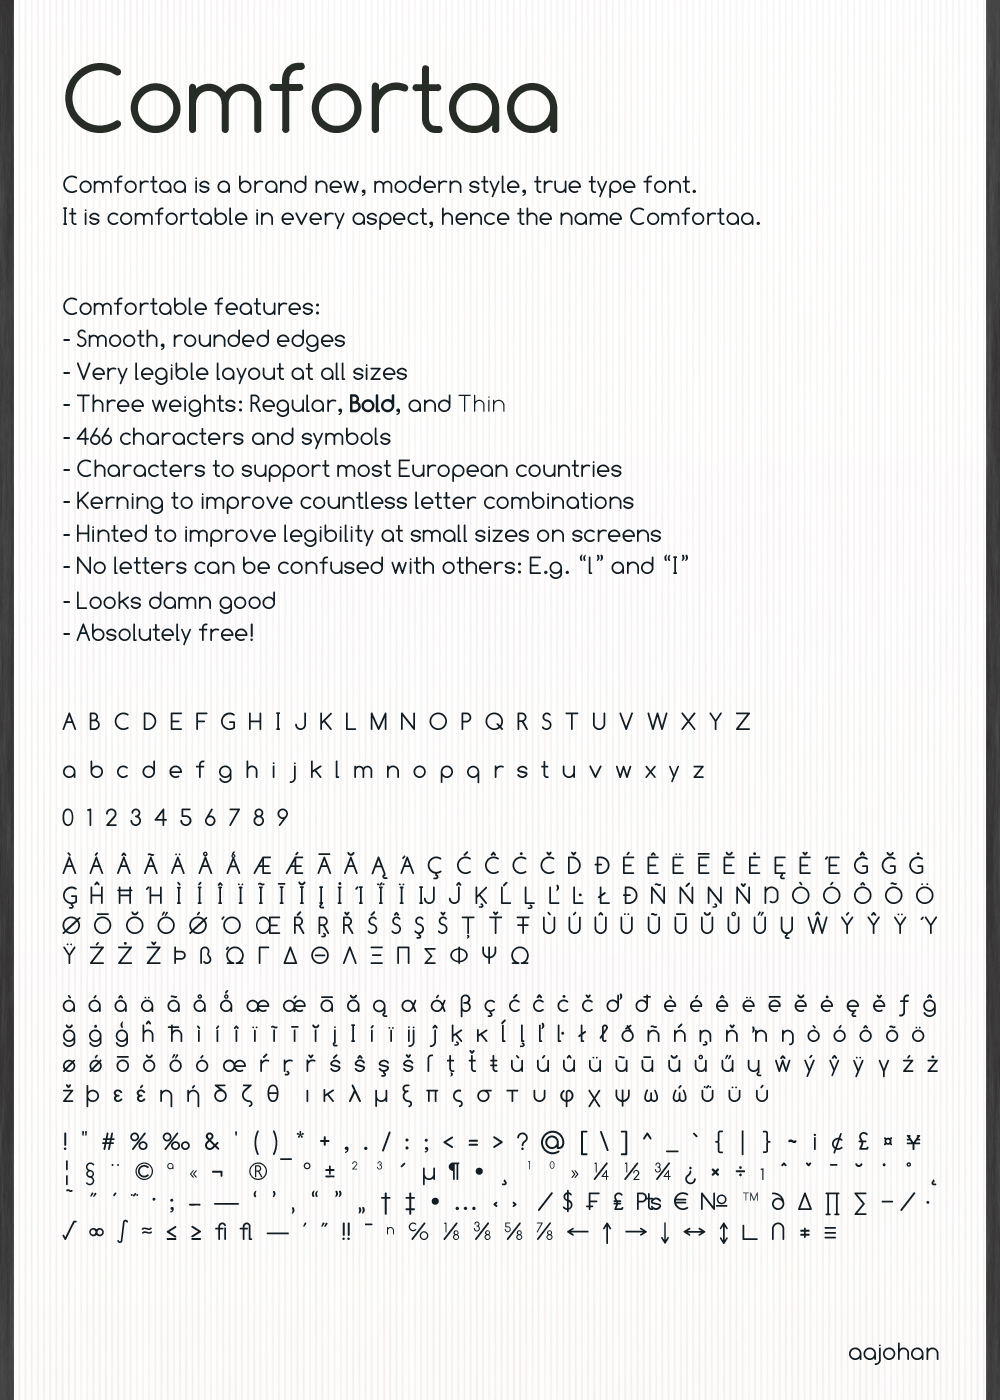 Comfortaa
Comfortaa is a brand new, modern style, true type font.
It is comfortable in every aspect, hence the name Comfortaa.
Comfortable features:
- Smooth, rounded edges
- Very legible layout at all sizes
- Three weights: Regular, Bold, and Thin
- 466 characters and symbols
- Characters to support most European countries
- Kerning to improve countless letter combinations
- Hinted to improve legibility at small sizes on screens
- No letters can be confused with others: E.g. “l” and “I”
- Looks damn good
- Absolutely free!
A B C D E F G H I J K L M N O P Q R S T U V W X Y Z
a b c d e f g h i j k l m n o p q r s t u v w x y z
0 1 2 3 4 5 6 7 8 9
À Á Â Ã Ä Å Ǻ Æ Ǽ Ā Ă Ą Ά Ç Ć Ĉ Ċ Č Ď Đ É Ê Ë Ē Ĕ Ė Ę Ě Έ Ĝ Ğ Ġ
Ģ Ĥ Ħ Ή Ì Í Î Ï Ĩ Ī Ĭ Į İ Ί Î Ï Ĳ Ĵ Ķ Ĺ Ļ Ľ Ŀ Ł Đ Ñ Ń Ņ Ň Ŋ Ò Ó Ô Õ Ö
Ø Ō Ŏ Ő Ǿ Ό Œ Ŕ Ŗ Ř Ś Ŝ Ş Š Ţ Ť Ŧ Ù Ú Û Ü Ũ Ū Ŭ Ů Ű Ų Ŵ Ý Ŷ Ÿ Ύ
Ÿ Ź Ż Ž Þ ß Ώ Γ Δ Θ Λ Ξ Π Σ Φ Ψ Ω
à á â ä ã å ǻ æ ǽ ā ă ą α ά β ç ć ĉ ċ č ď đ è é ê ë ē ĕ ė ę ě ƒ ĝ
ğ ġ ģ ĥ ħ ì í î ï ĩ ī ĭ į İ ί ϊ ĳ ĵ ķ κ ĺ ļ ľ ŀ ł ℓ ð ñ ń ņ ň ŉ ŋ ò ó ô õ ö
ø ǿ ō ŏ ő ό œ ŕ ŗ ř ś ŝ ş š ſ ţ ť ŧ ù ú û ü ũ ū ŭ ů ű ų ŵ ý ŷ ÿ γ ź ż
ž þ ε έ η ή δ ζ θ ι κ λ μ ξ π ς σ τ υ φ χ ψ ω ώ ΰ ϋ ύ
! " # % ‰ & ' ( ) * + , . / : ; < = > ? @ [ \ ] ^ _ ` { | } ~ ¡ ¢ £ ¤ ¥
¦ § ¨ © ª « ¬ ® ¯ ° ± ² ³ ´ µ ¶ • ¸ ¹ ⁰ » ¼ ½ ¾ ¿ × ÷ ı ˆ ˇ ˉ ˘ ˙ ˚ ˛
˜ ˝ ΄ ΅ · ; – — ‘ ’ ‚ “ ” „ † ‡ • … ‹ › ⁄ $ ₣ ₤ ₧ € № ™ ∂ ∆ ∏ ∑ − ∕ ∙
√ ∞ ∫ ≈ ≤ ≥ ﬁ ﬂ ― ′ ″ ‼ ‾ ⁿ ℅ ⅛ ⅜ ⅝ ⅞ ← ↑ → ↓ ↔ ↕ ∟ ∩ ≠ ≡
aajohan